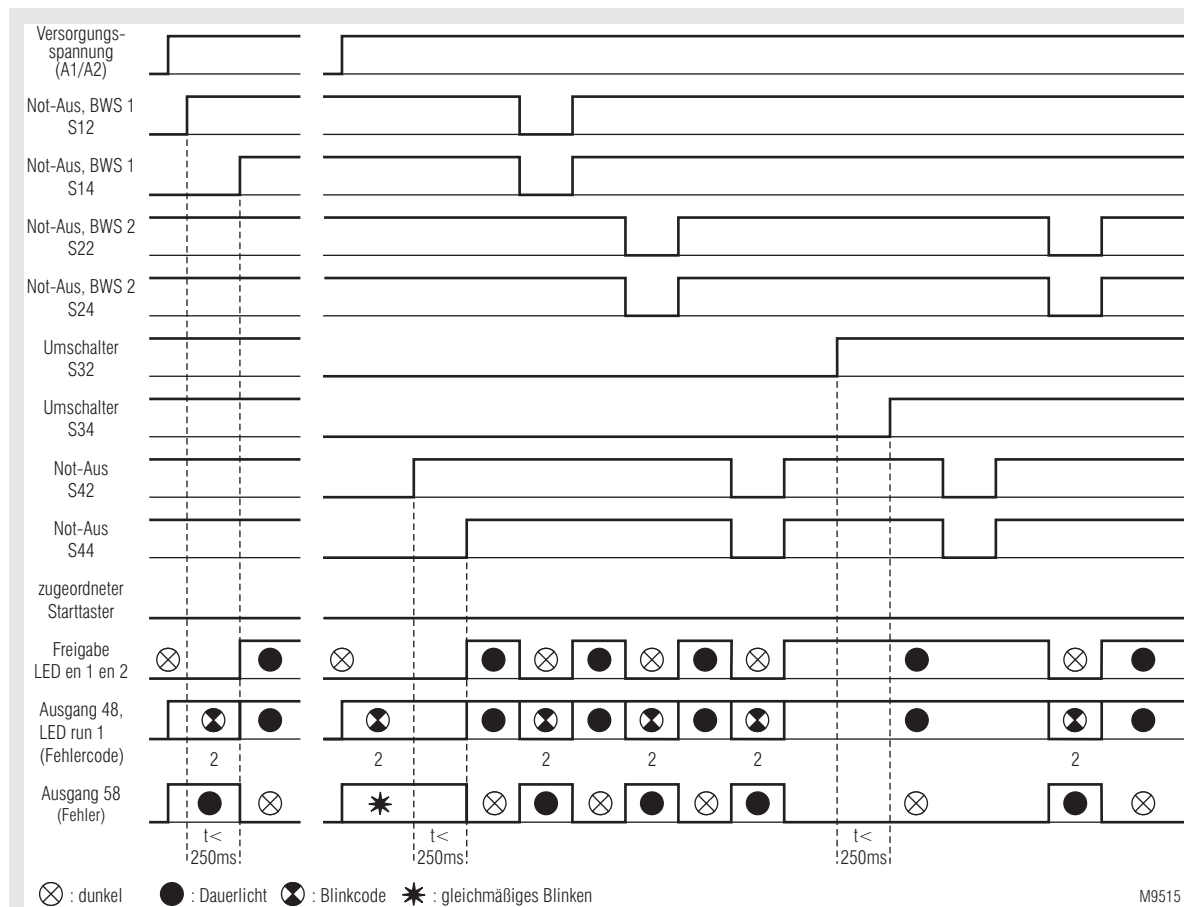 Versorgungs-
spannung
(A1/A2)
Not-Aus, BWS 1
S12
Not-Aus, BWS 1
S14
Not-Aus, BWS 2
S22
Not-Aus, BWS 2
S24
Umschalter
S32
Umschalter
S34
Not-Aus
S42
Not-Aus
S44
zugeordneter
Starttaster
Freigabe
LED en 1 en 2
Ausgang 48,
LED run 1
(Fehlercode)
2 2 2 2 2 2
Ausgang 58
(Fehler)
t< t< t<
250ms 250ms 250ms
: dunkel : Dauerlicht : Blinkcode : gleichmäßiges Blinken M9515